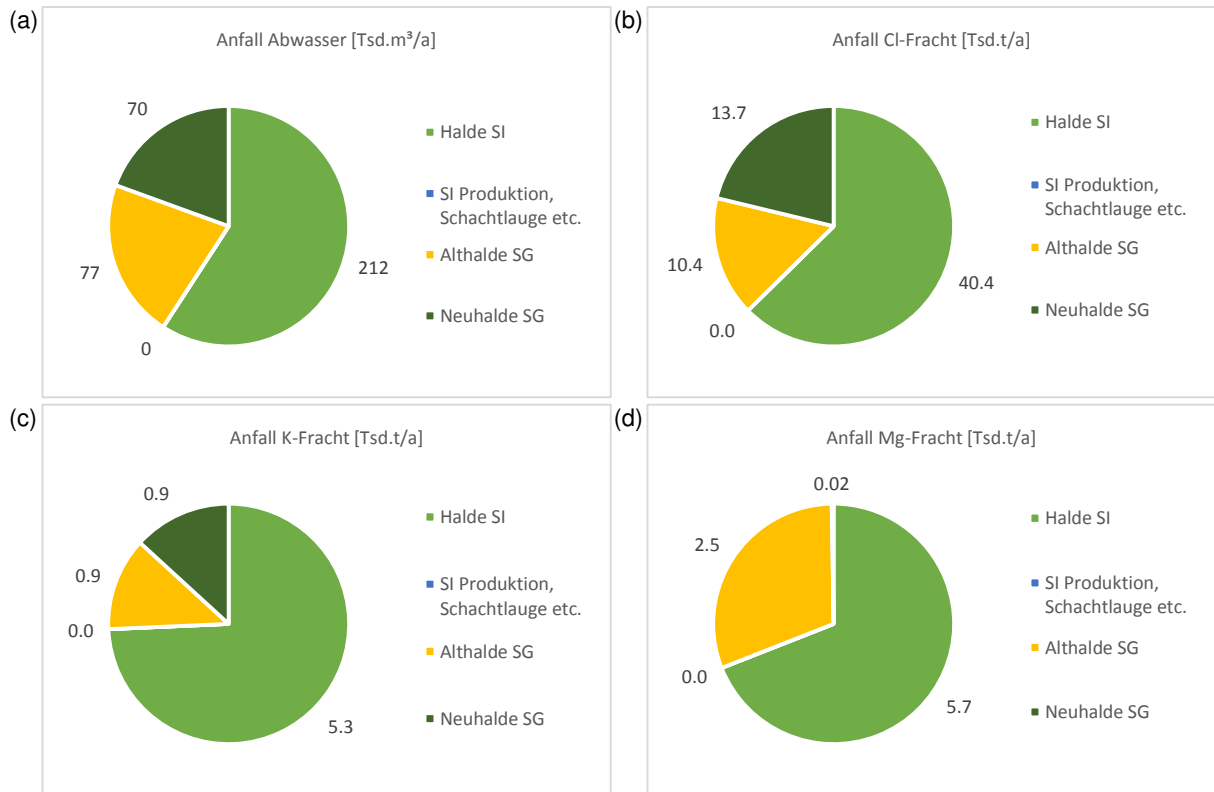 (a)
Anfall Abwasser [Tsd.m³/a]
70
77
0
212
Halde SI
SI Produktion,
Schachtlauge etc.
Althalde SG
Neuhalde SG
(b)
Anfall Cl-Fracht [Tsd.t/a]
13.7
10.4
0.0
40.4
Halde SI
SI Produktion,
Schachtlauge etc.
Althalde SG
Neuhalde SG
(c)
Anfall K-Fracht [Tsd.t/a]
0.9
0.9
0.0
5.3
Halde SI
SI Produktion,
Schachtlauge etc.
Althalde SG
Neuhalde SG
(d)
Anfall Mg-Fracht [Tsd.t/a]
0.02
2.5
0.0
5.7
Halde SI
SI Produktion,
Schachtlauge etc.
Althalde SG
Neuhalde SG